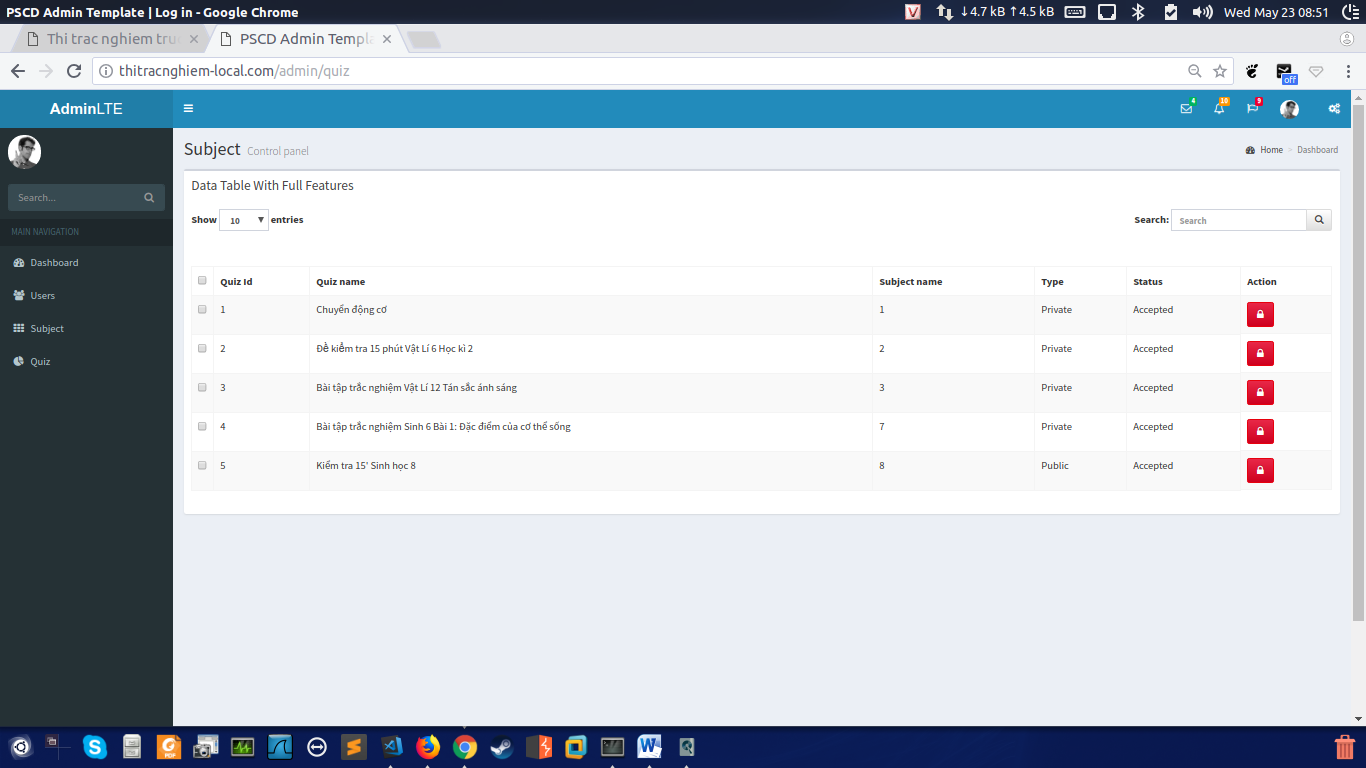 PSCD Admin Template | Log in - Google Chrome
↓4.7 kB ↑4.5 kB
Wed May 23 08:51
Thi trac nghiem tru
PSCD Admin Templa
thitracnghiem-local.com/admin/quiz
off
AdminLTE
4
10
9
Subject Control panel
Home > Dashboard
Search...
MAIN NAVIGATION
Dashboard
Users
Subject
Quiz
Data Table With Full Features
Show 10 entries
Search: Search
Quiz Id Quiz name Subject name Type Status Action
1 Chuyển động cơ 1 Private Accepted
2 Đề kiểm tra 15 phút Vật Lí 6 Học kì 2 2 Private Accepted
3 Bài tập trắc nghiệm Vật Lí 12 Tán sắc ánh sáng 3 Private Accepted
4 Bài tập trắc nghiệm Sinh 6 Bài 1: Đặc điểm của cơ thể sống 7 Private Accepted
5 Kiểm tra 15' Sinh học 8 8 Public Accepted